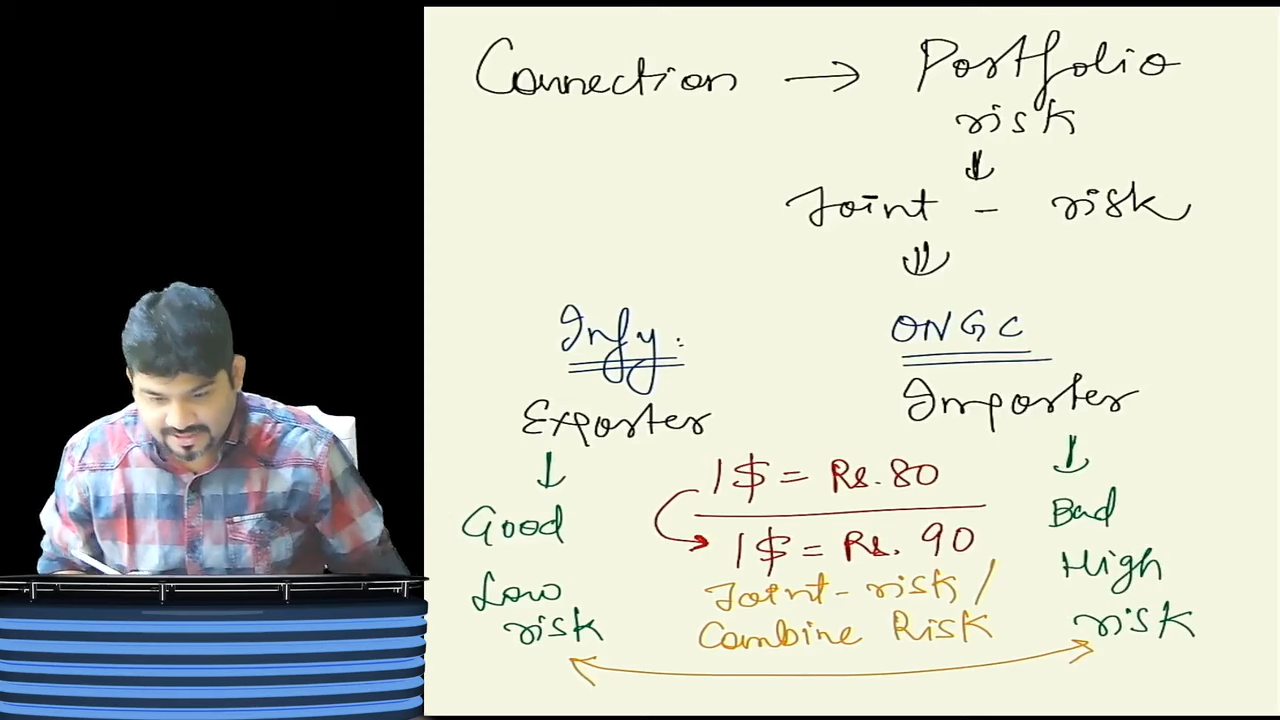 Connection → Portfolio
risk
↓
Joint - risk
⇓
Infy: ONGC
Exporter Importer
↓ 1$ = Rs. 80 ↓
Good 1$ = Rs. 90 Bad
Low risk Joint-risk / High risk
Combine Risk